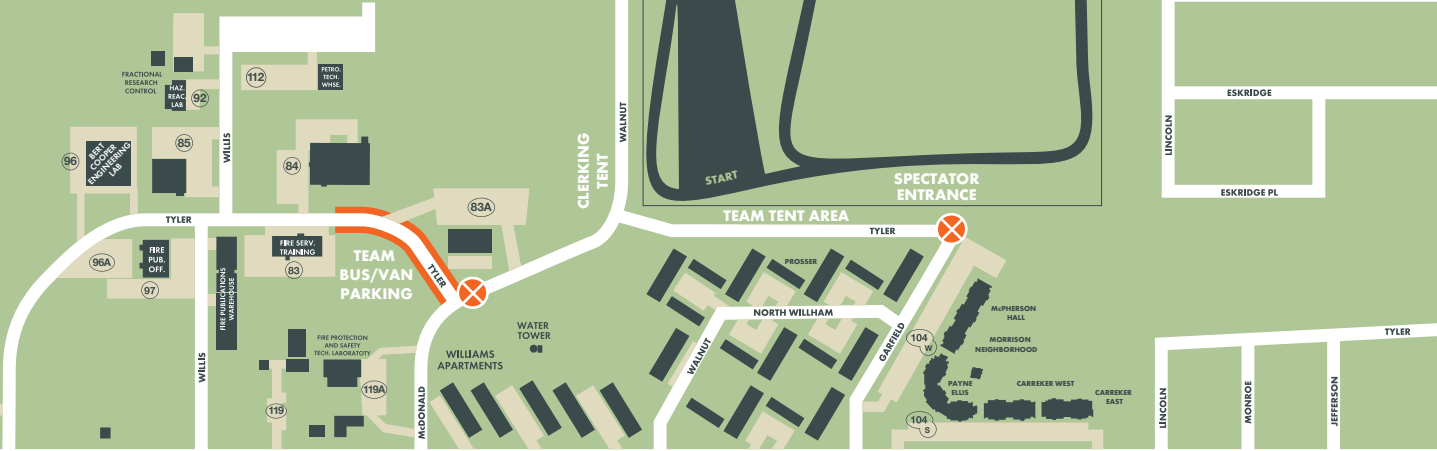 FRACTIONAL
RESEARCH
CONTROL
HAZ.
REAC.
LAB
92
112
PETRO.
TECH.
WHSE.
96
BERT
COOPER
ENGINEERING
LAB
85
WILLIS
84
TYLER
96A
FIRE
PUB.
OFF.
97
FIRE PUBLICATIONS
WAREHOUSE
FIRE SERV.
TRAINING
83
83A
TEAM
BUS/VAN
PARKING
TYLER
CLERKING
TENT
WALNUT
START
SPECTATOR
ENTRANCE
TEAM TENT AREA
TYLER
LINCOLN
ESKRIDGE
ESKRIDGE PL
WILLIS
FIRE PROTECTION
AND SAFETY
TECH. LABORATOTY
119
119A
McDONALD
WILLIAMS
APARTMENTS
WATER
TOWER
PROSSER
NORTH WILLHAM
WALNUT
GARFIELD
104
W
McPHERSON
HALL
MORRISON
NEIGHBORHOOD
PAYNE
ELLIS
CARREKER WEST
CARREKER
EAST
104
S
TYLER
LINCOLN
MONROE
JEFFERSON